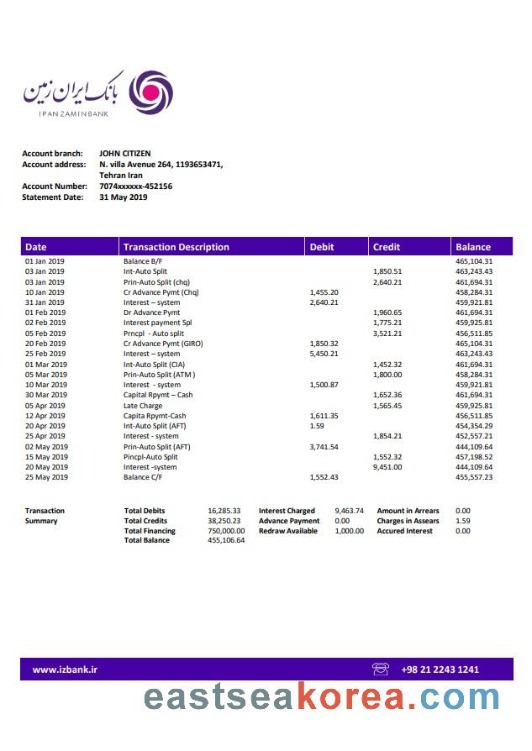 بانک ایران زمین
IPANZAMINBANK
Account branch: JOHN CITIZEN
Account address: N. villa Avenue 264, 1193653471,
Tehran Iran
Account Number: 7074xxxxxx-452156
Statement Date: 31 May 2019
Date Transaction Description Debit Credit Balance
01 Jan 2019 Balance B/F 465,104.31
03 Jan 2019 Int-Auto Split 1,850.51 463,243.43
03 Jan 2019 Prin-Auto Split (chq) 2,640.21 461,694.31
10 Jan 2019 Cr Advance Pymt (Chq) 1,455.20 458,284.31
31 Jan 2019 Interest – system 2,640.21 459,921.81
01 Feb 2019 Dr Advance Pymt 1,960.65 461,694.31
02 Feb 2019 Interest payment Spl 1,775.21 459,925.81
05 Feb 2019 Prncpl - Auto split 3,521.21 456,511.85
20 Feb 2019 Cr Advance Pymt (GIRO) 1,850.32 465,104.31
25 Feb 2019 Interest – system 5,450.21 463,243.43
01 Mar 2019 Int-Auto Split (CIA) 1,452.32 461,694.31
05 Mar 2019 Prin-Auto Split (ATM ) 1,800.00 458,284.31
10 Mar 2019 Interest - system 1,500.87 459,921.81
30 Mar 2019 Capital Rpymt – Cash 1,652.36 461,694.31
05 Apr 2019 Late Charge 1,565.45 459,925.81
12 Apr 2019 Capita Rpymt-Cash 1,611.35 456,511.85
20 Apr 2019 Int-Auto Split (AFT) 1.59 454,354.29
25 Apr 2019 Interest - system 1,854.21 452,557.21
02 May 2019 Prin-Auto Split (AFT) 3,741.54 444,109.64
15 May 2019 Pincpl-Auto Split 1,552.32 457,198.52
20 May 2019 Interest -system 9,451.00 444,109.64
25 May 2019 Balance C/F 1,552.43 455,557.23
Transaction Total Debits 16,285.33 Interest Charged 9,463.74 Amount in Arrears 0.00
Summary Total Credits 38,250.23 Advance Payment 0.00 Charges in Assears 1.59
Total Financing 750,000.00 Redraw Available 1,000.00 Accured Interest 0.00
Total Balance 455,106.64
www.izbank.ir +98 21 2243 1241
eastseakorea.com